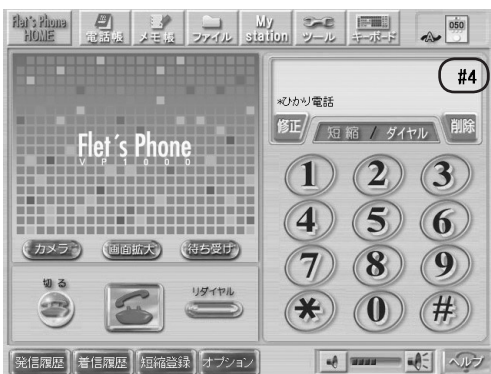 Flet's Phone HOME
電話帳
メモ帳
ファイル
My station
ツール
キーボード
050
#4
*ひかり電話
修正
短縮 / ダイヤル
削除
Flet's Phone
VP1000
カメラ
画面拡大
待ち受け
切る
リダイヤル
1 2 3
4 5 6
7 8 9
* 0 #
発信履歴
着信履歴
短縮登録
オプション
ヘルプ